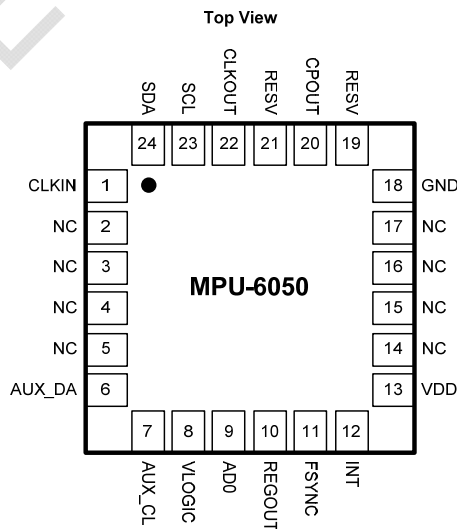 Top View
SDA
SCL
CLKOUT
RESV
CPOUT
RESV
24
23
22
21
20
19
CLKIN 1
18 GND
NC 2
17 NC
NC 3
16 NC
MPU-6050
NC 4
15 NC
NC 5
14 NC
AUX_DA 6
13 VDD
7
8
9
10
11
12
AUX_CL
VLOGIC
AD0
REGOUT
FSYNC
INT